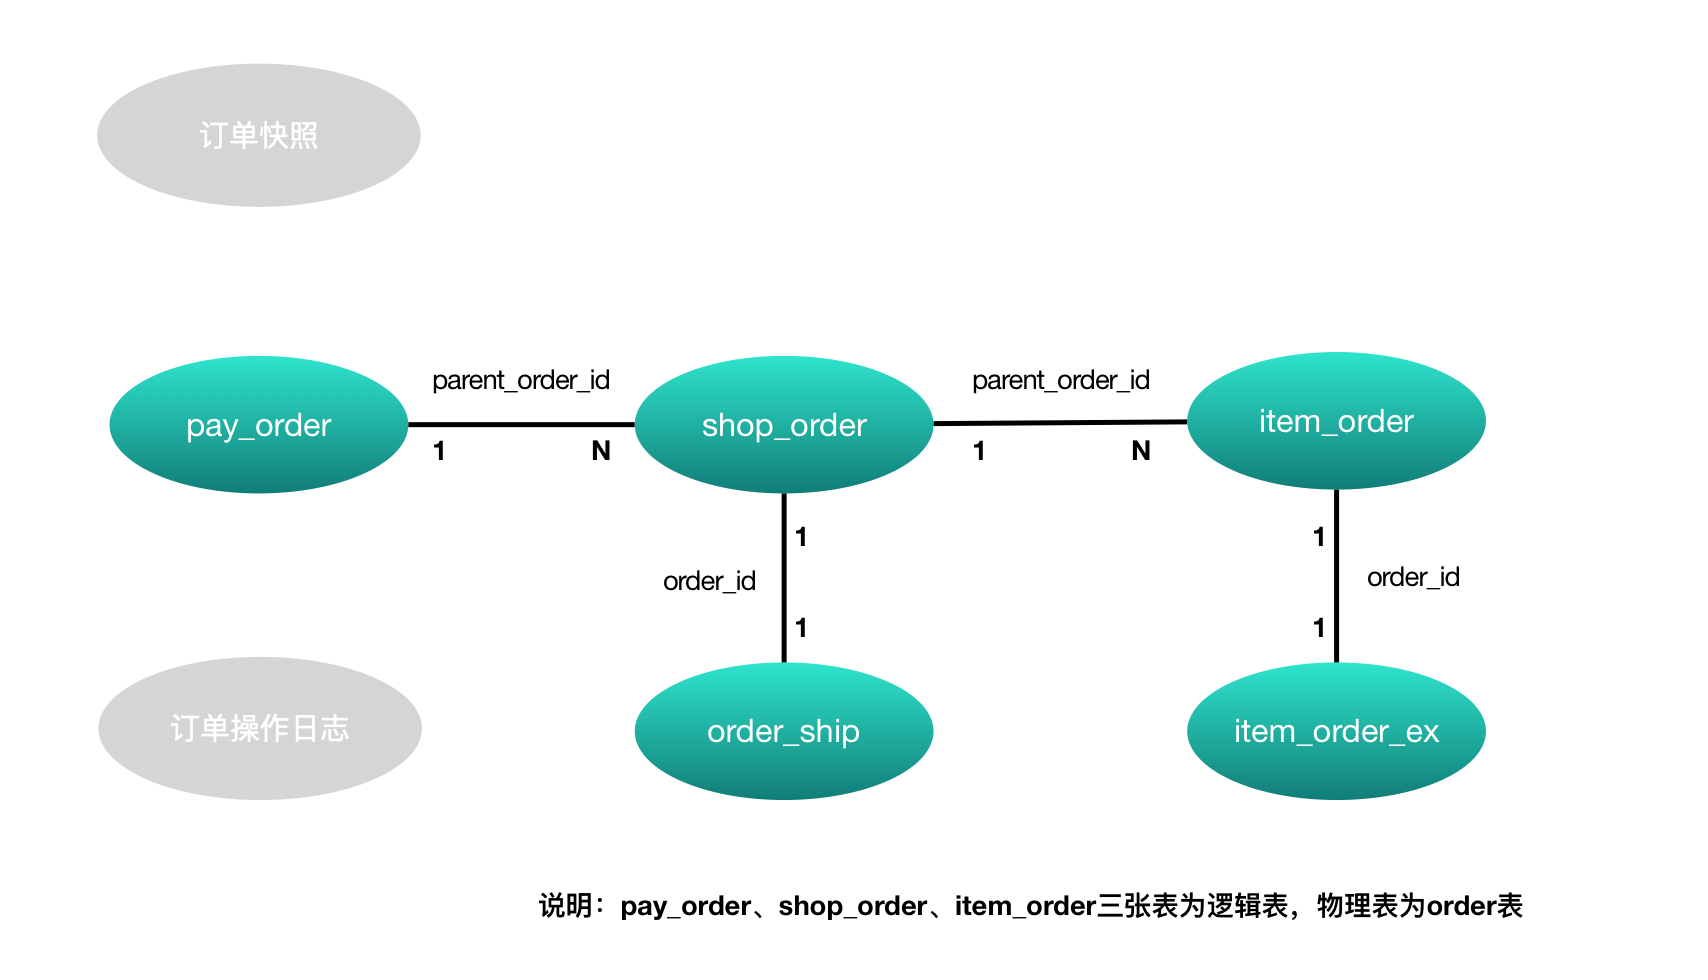 订单快照
parent_order_id
parent_order_id
pay_order
shop_order
item_order
1
N
1
N
1
1
order_id
order_id
1
1
订单操作日志
order_ship
item_order_ex
说明：pay_order、shop_order、item_order三张表为逻辑表，物理表为order表